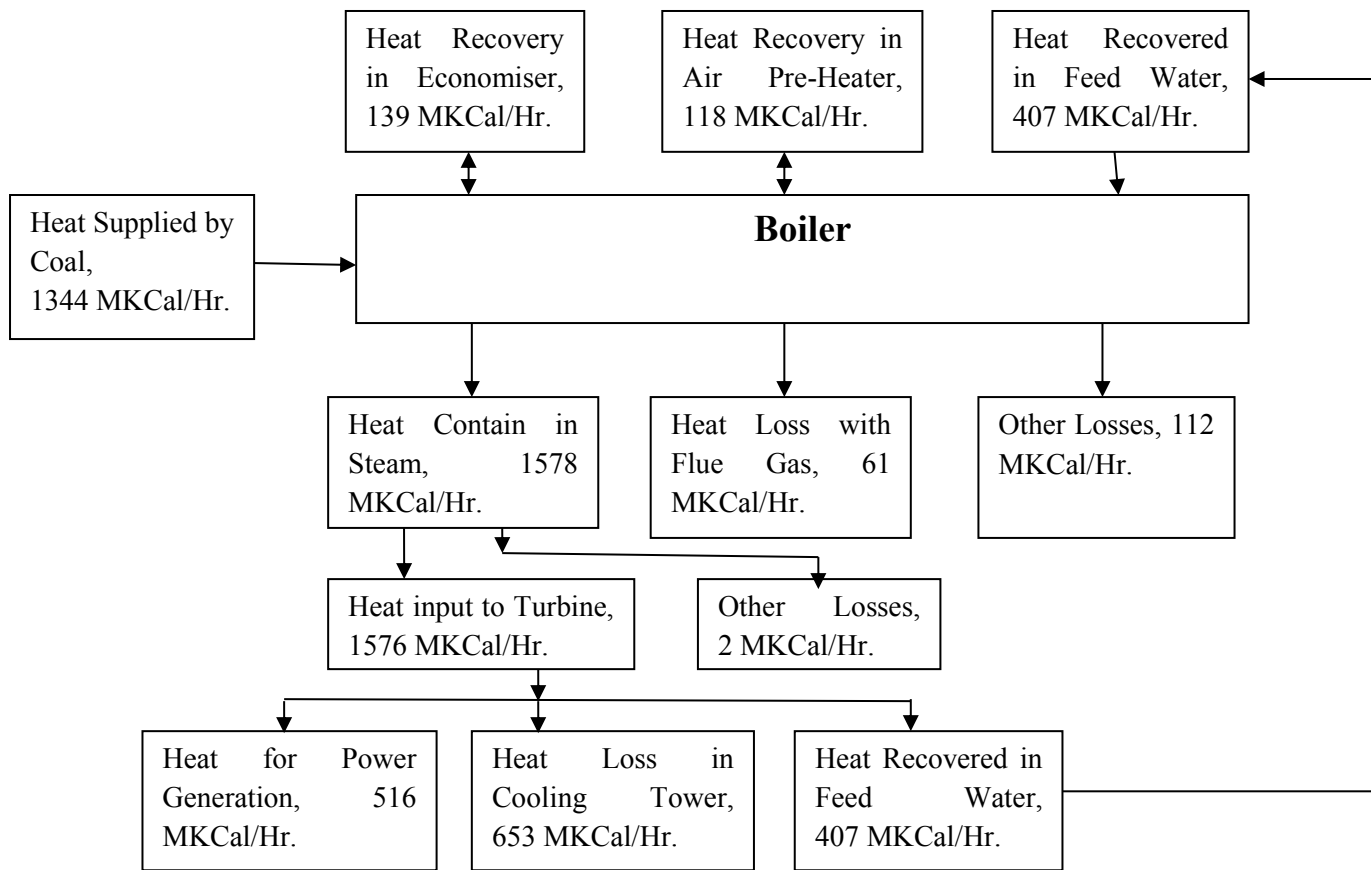 Heat Recovery
in Economiser,
139 MKCal/Hr.
Heat Recovery in
Air Pre-Heater,
118 MKCal/Hr.
Heat Recovered
in Feed Water,
407 MKCal/Hr.
Heat Supplied by
Coal,
1344 MKCal/Hr.
Boiler
Heat Contain in
Steam, 1578
MKCal/Hr.
Heat Loss with
Flue Gas, 61
MKCal/Hr.
Other Losses, 112
MKCal/Hr.
Heat input to Turbine,
1576 MKCal/Hr.
Other Losses,
2 MKCal/Hr.
Heat for Power
Generation, 516
MKCal/Hr.
Heat Loss in
Cooling Tower,
653 MKCal/Hr.
Heat Recovered in
Feed Water,
407 MKCal/Hr.